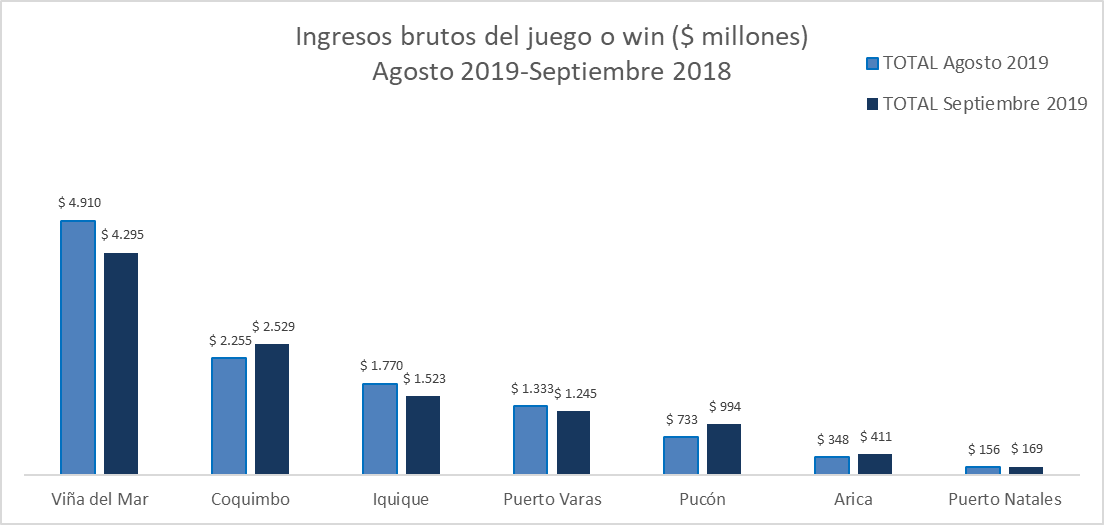 Ingresos brutos del juego o win ($ millones)
Agosto 2019-Septiembre 2018
TOTAL Agosto 2019
TOTAL Septiembre 2019
$ 4.910
$ 4.295
$ 2.255
$ 2.529
$ 1.770
$ 1.523
$ 1.333
$ 1.245
$ 733
$ 994
$ 348
$ 411
$ 156
$ 169
Viña del Mar
Coquimbo
Iquique
Puerto Varas
Pucón
Arica
Puerto Natales